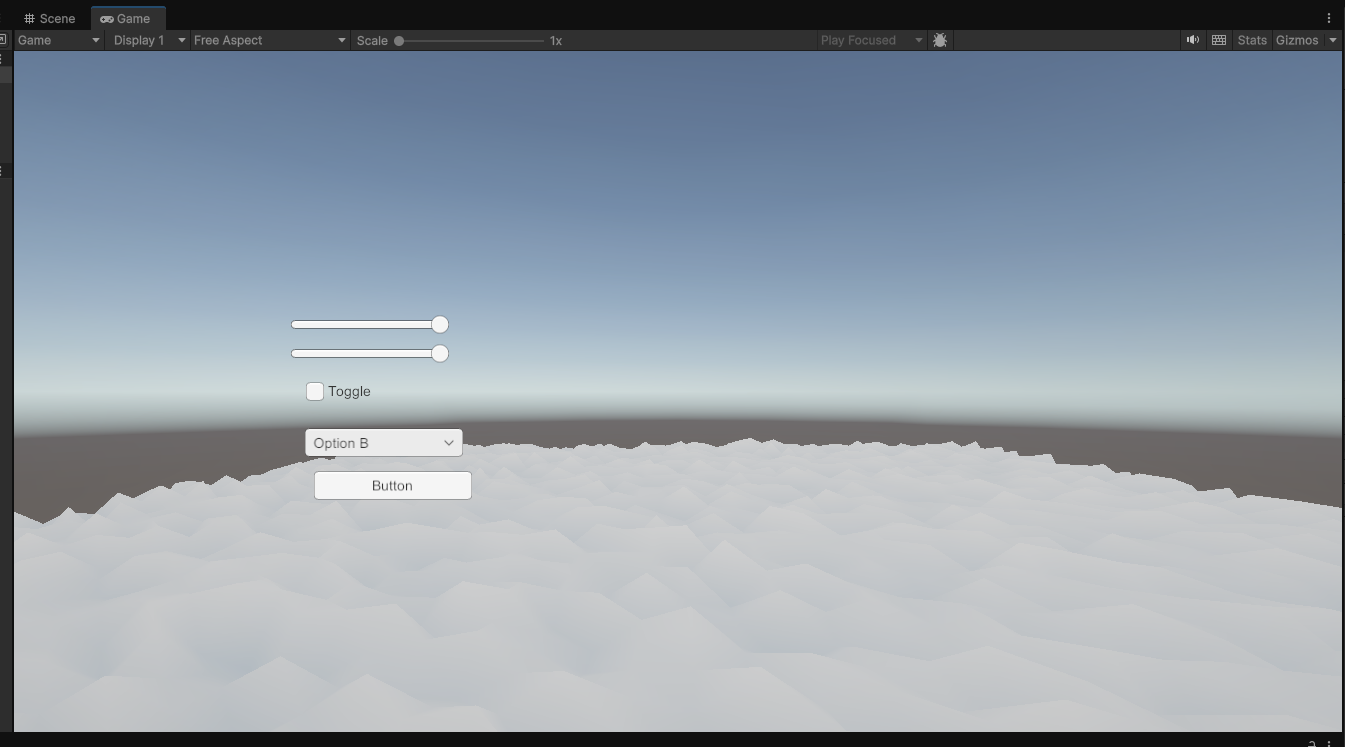 Scene Game
Game Display 1 Free Aspect Scale 1x Play Focused Stats Gizmos
Toggle
Option B
Button